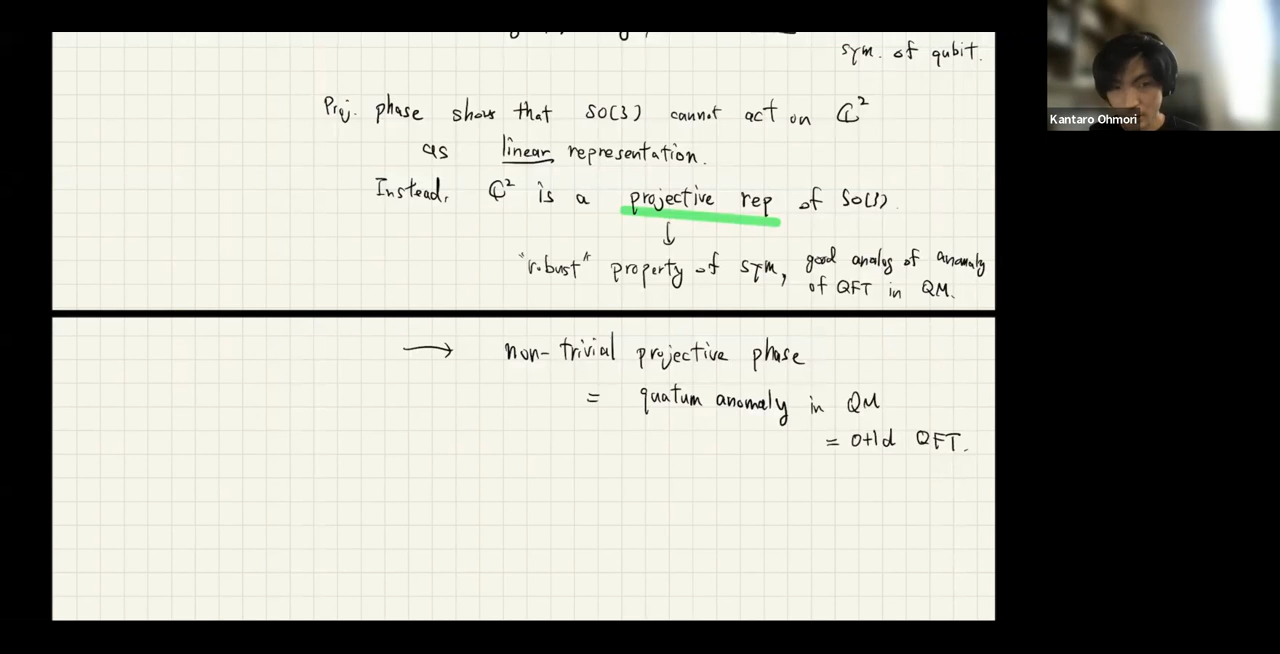 sym. of qubit.
Proj. phase shows that SO(3) cannot act on ℂ²
as linear representation.
Instead, ℂ² is a projective rep of SO(3).
↓
"robust" property of sym, good analog of anomaly
of QFT in QM.
→ non-trivial projective phase
= quatum anomaly in QM
= 0+1d QFT.
Kantaro Ohmori